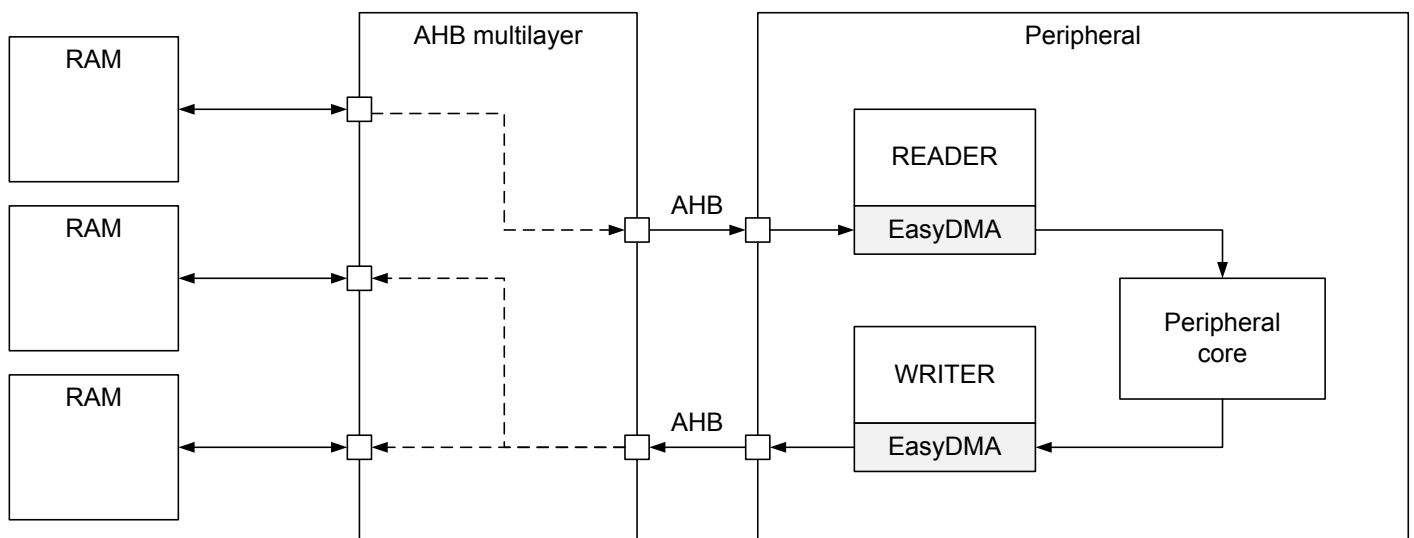 AHB multilayer
Peripheral
RAM
READER
AHB
EasyDMA
RAM
Peripheral
core
WRITER
RAM
AHB
EasyDMA